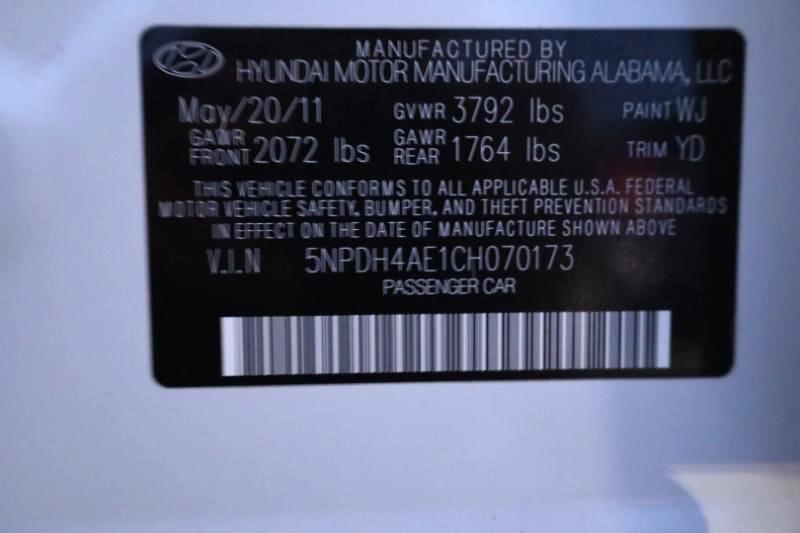 MANUFACTURED BY
HYUNDAI MOTOR MANUFACTURING ALABAMA, LLC
May/20/11 GVWR 3792 lbs PAINT WJ
GAWR FRONT 2072 lbs GAWR REAR 1764 lbs TRIM YD
THIS VEHICLE CONFORMS TO ALL APPLICABLE U.S.A. FEDERAL
MOTOR VEHICLE SAFETY, BUMPER, AND THEFT PREVENTION STANDARDS
IN EFFECT ON THE DATE OF MANUFACTURE SHOWN ABOVE
V.I.N 5NPDH4AE1CH070173
PASSENGER CAR